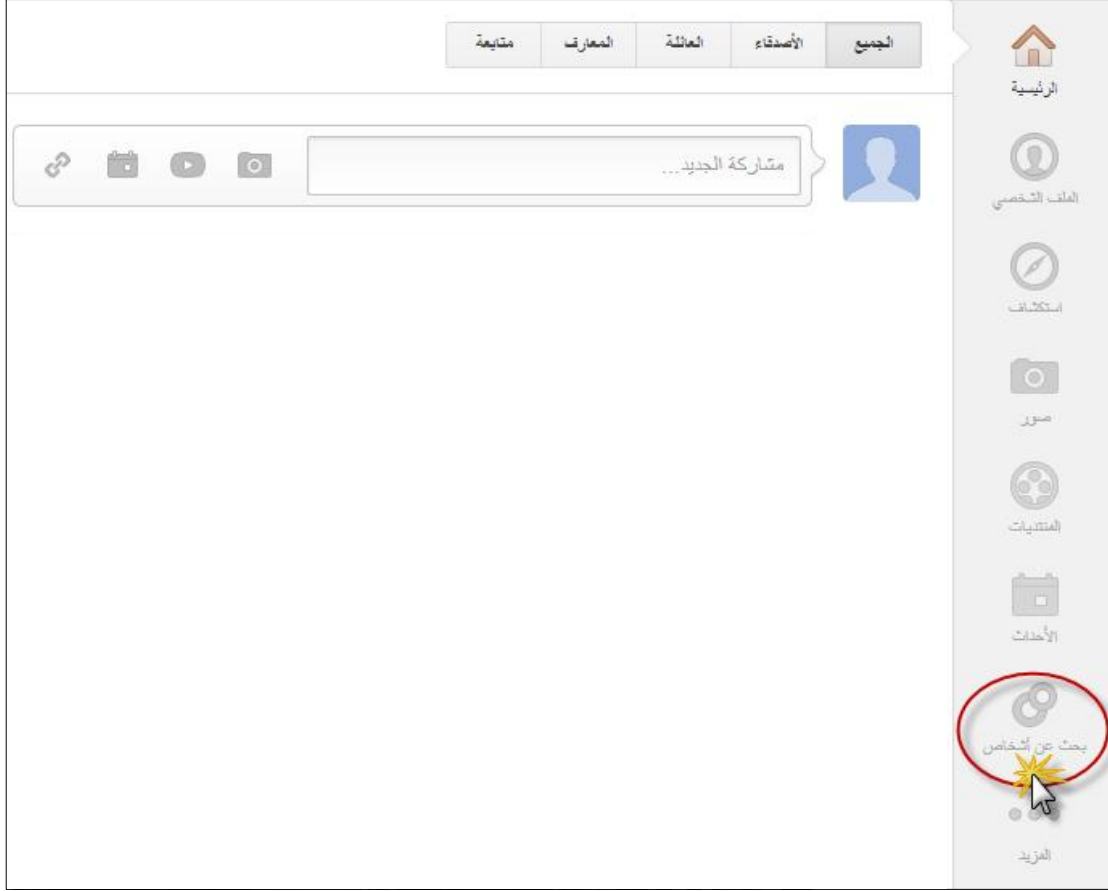 الجميع الأصدقاء العائلة المعارف متابعة
مشاركة الجديد...
الرئيسية
الملف الشخصي
استكشاف
صور
المنتديات
الأحداث
بحث عن أشخاص
المزيد